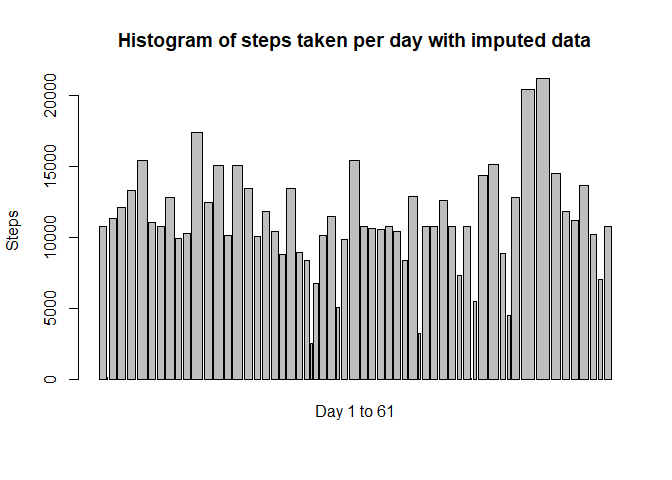 Histogram of steps taken per day with imputed data
20000
15000
10000
5000
0
Steps
Day 1 to 61